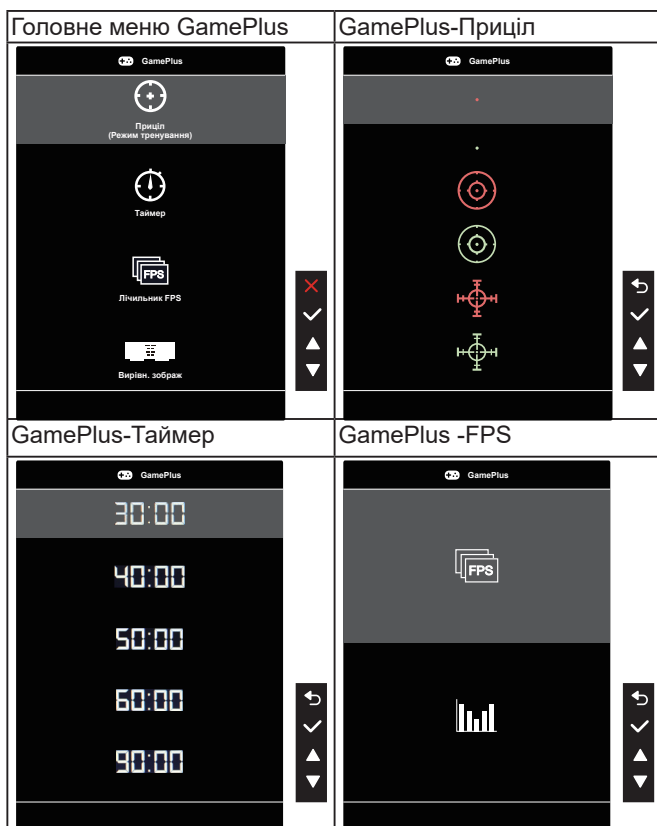 Головне меню GamePlus
GamePlus-Приціл
GamePlus
Приціл
(Режим тренування)
Таймер
FPS
Лічильник FPS
Вирівн. зображ
GamePlus
GamePlus-Таймер
GamePlus -FPS
GamePlus
30:00
40:00
50:00
60:00
90:00
GamePlus
FPS